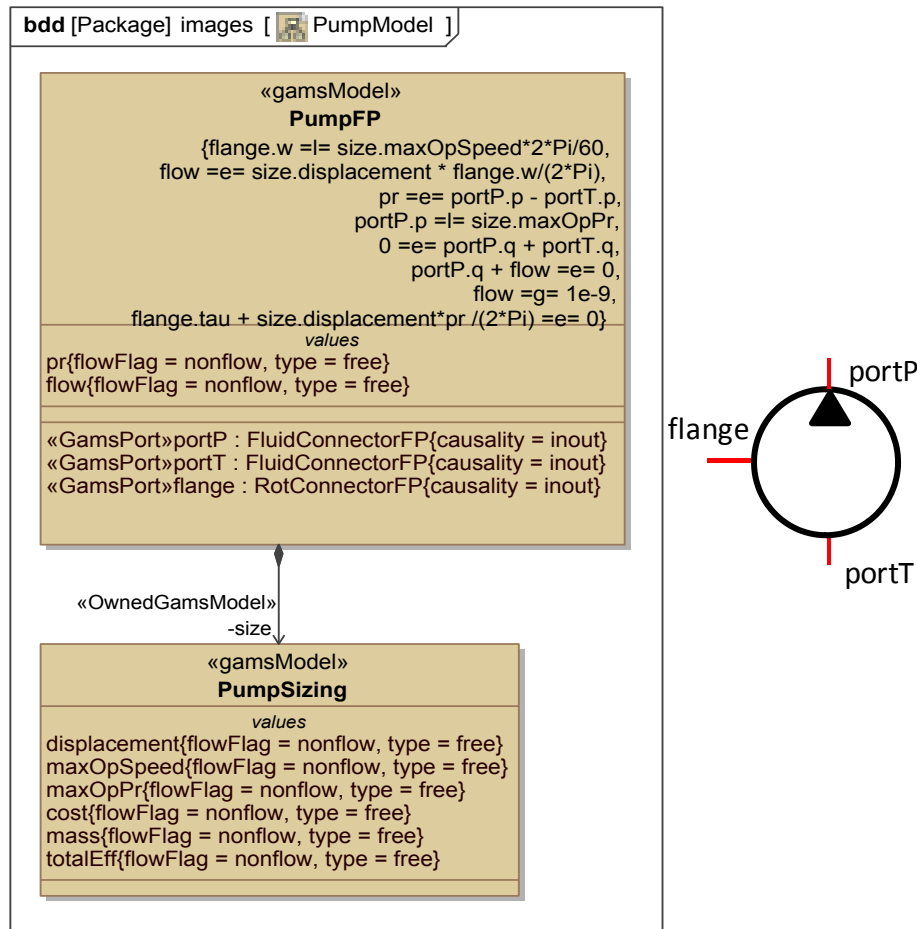 bdd [Package] images [ PumpModel ]
«gamsModel»
PumpFP
{flange.w =l= size.maxOpSpeed*2*Pi/60,
flow =e= size.displacement * flange.w/(2*Pi),
pr =e= portP.p - portT.p,
portP.p =l= size.maxOpPr,
0 =e= portP.q + portT.q,
portP.q + flow =e= 0,
flow =g= 1e-9,
flange.tau + size.displacement*pr /(2*Pi) =e= 0}
values
pr{flowFlag = nonflow, type = free}
flow{flowFlag = nonflow, type = free}
«GamsPort»portP : FluidConnectorFP{causality = inout}
«GamsPort»portT : FluidConnectorFP{causality = inout}
«GamsPort»flange : RotConnectorFP{causality = inout}
«OwnedGamsModel»
-size
«gamsModel»
PumpSizing
values
displacement{flowFlag = nonflow, type = free}
maxOpSpeed{flowFlag = nonflow, type = free}
maxOpPr{flowFlag = nonflow, type = free}
cost{flowFlag = nonflow, type = free}
mass{flowFlag = nonflow, type = free}
totalEff{flowFlag = nonflow, type = free}
portP
flange
portT